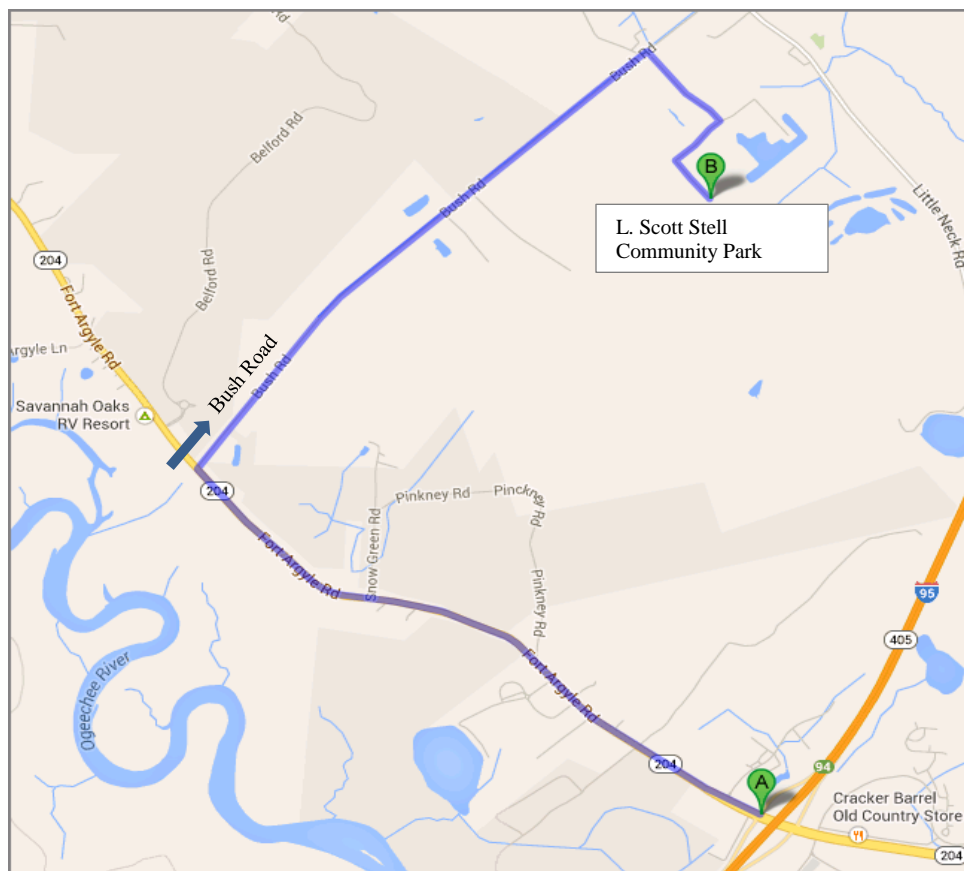 Bush Rd
B
L. Scott Stell
Community Park
Belford Rd
Bush Rd
Little Neck Rd
204
Belford Rd
Fort Argyle Rd
Argyle Ln
Bush Road
Bush Rd
Savannah Oaks
RV Resort
204
Pinkney Rd
Pinckney Rd
Snow Green Rd
Fort Argyle Rd
Pinkney Rd
95
405
Ogeechee River
Fort Argyle Rd
204
94
A
Cracker Barrel
Old Country Store
204